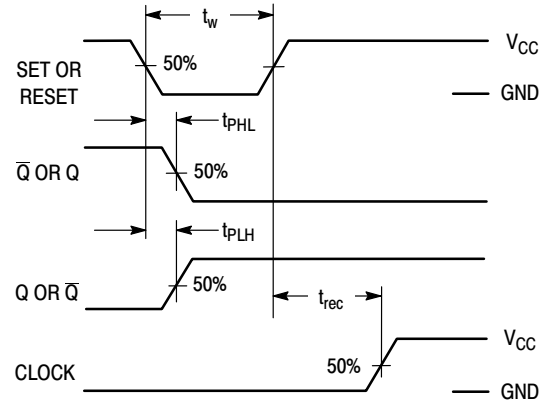 t_w
V_CC
50%
SET OR
RESET
GND
t_PHL
Q̅ OR Q
50%
t_PLH
Q OR Q̅
50%
t_rec
V_CC
50%
CLOCK
GND